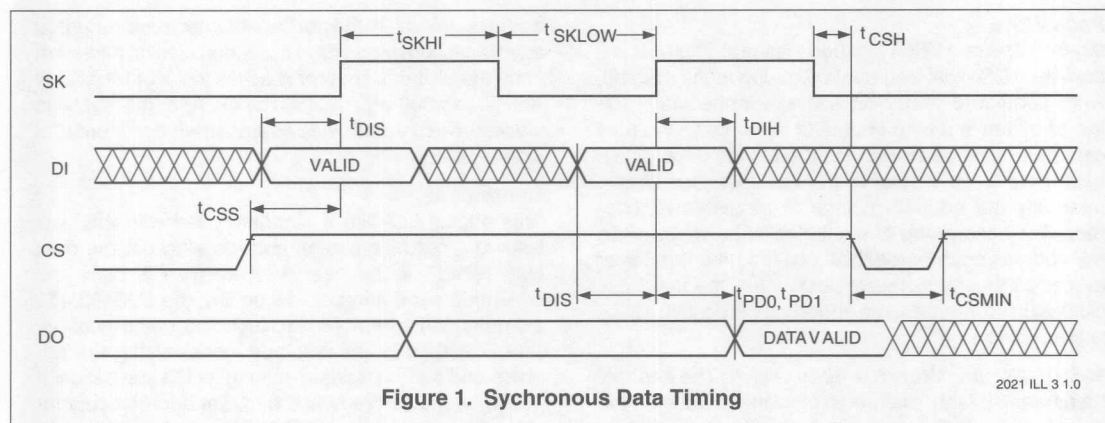 tSKHI tSKLOW tCSH
SK
tDIS tDIH
DI VALID VALID
tCSS
CS
tDIS tPD0, tPD1 tCSMIN
DO DATA VALID
Figure 1. Sychronous Data Timing
2021 ILL 3 1.0